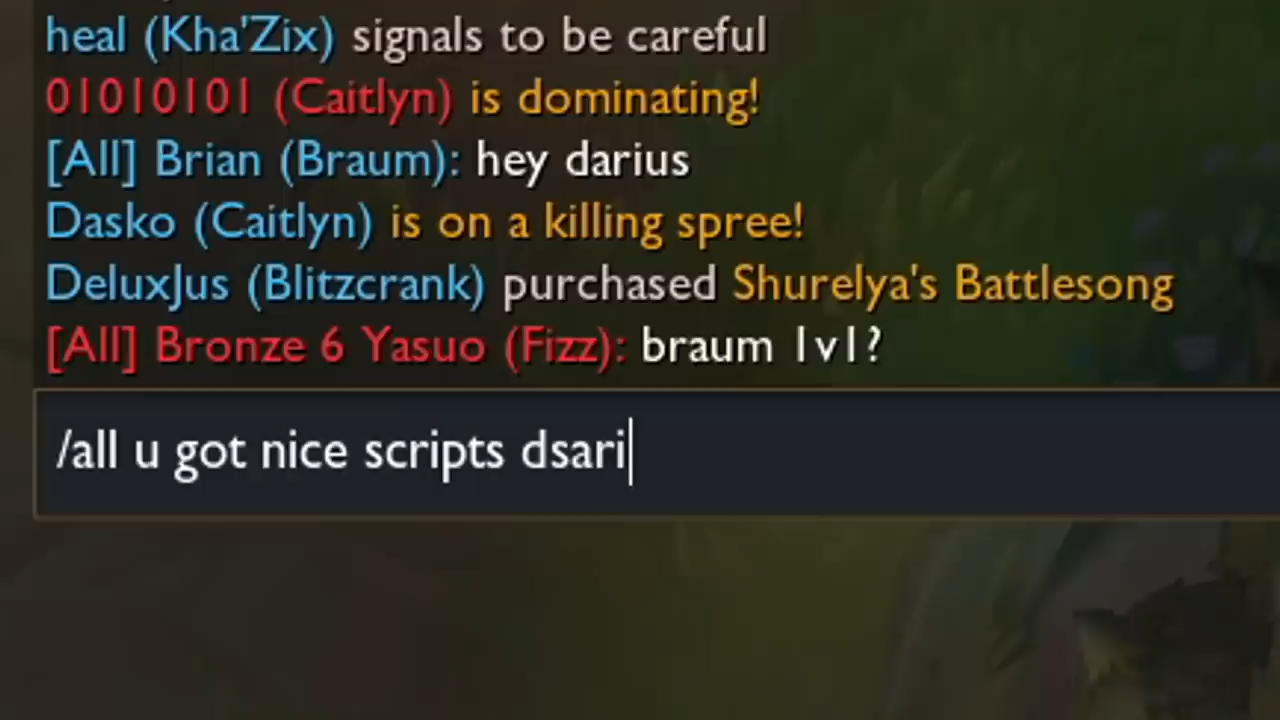 heal (Kha'Zix) signals to be careful
01010101 (Caitlyn) is dominating!
[All] Brian (Braum): hey darius
Dasko (Caitlyn) is on a killing spree!
DeluxJus (Blitzcrank) purchased Shurelya's Battlesong
[All] Bronze 6 Yasuo (Fizz): braum 1v1?
/all u got nice scripts dsari